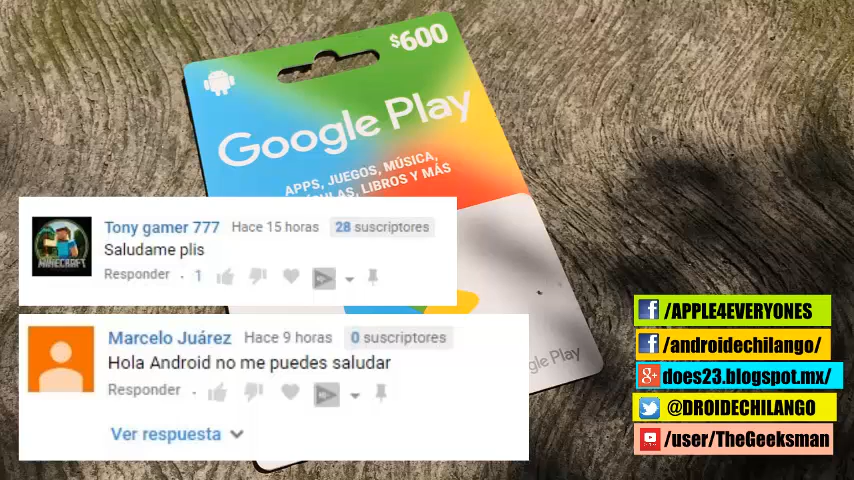 $600
Google Play
APPS, JUEGOS, MÚSICA,
LIBROS Y MÁS
Tony gamer 777 Hace 15 horas 28 suscriptores
Saludame plis
MINECRAFT
Responder · 1
Marcelo Juárez Hace 9 horas 0 suscriptores
Hola Android no me puedes saludar
Responder ·
Ver respuesta
gle Play
/APPLE4EVERYONES
/androidechilango/
does23.blogspot.mx/
@DROIDECHILANGO
/user/TheGeeksman